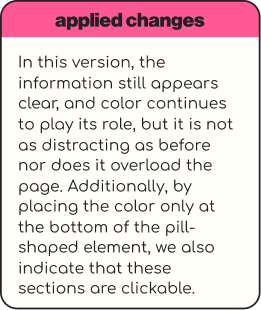 applied changes
In this version, the
information still appears
clear, and color continues
to play its role, but it is not
as distracting as before
nor does it overload the
page. Additionally, by
placing the color only at
the bottom of the pill-
shaped element, we also
indicate that these
sections are clickable.